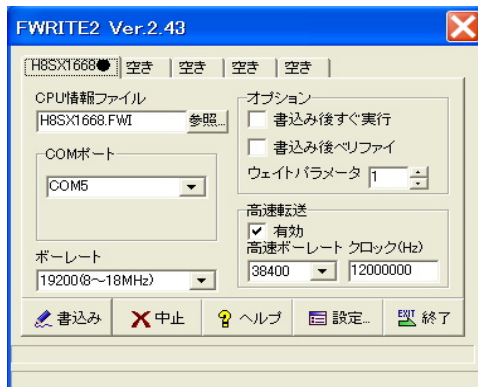 FWRITE2 Ver.2.43
H8SX1668● 空き 空き 空き 空き
CPU情報ファイル
H8SX1668.FWI 参照...
COMポート
COM5
ボーレート
19200(8～18MHz)
オプション
書込み後すぐ実行
書込み後ベリファイ
ウェイトパラメータ 1
高速転送
有効
高速ボーレート クロック(Hz)
38400 12000000
書込み 中止 ヘルプ 設定... EXIT 終了